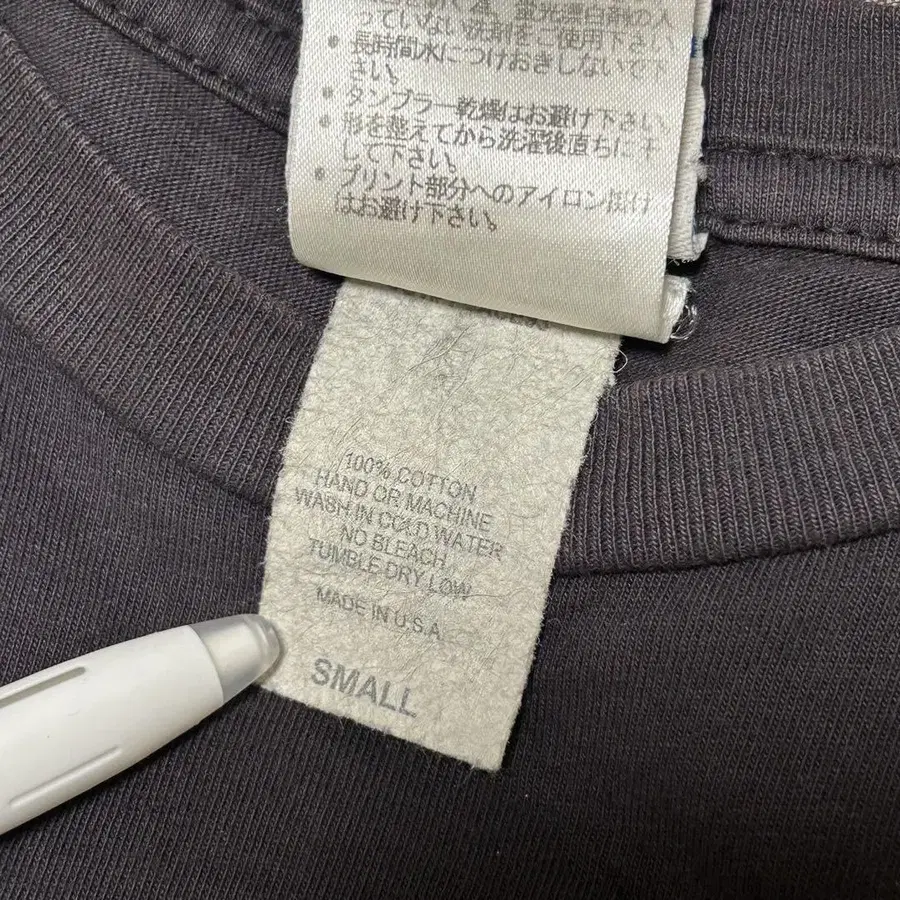 っていない洗剤をご使用下さい
• 長時間水につけおきしないで下
さい。
• タンブラー乾燥はお避け下さい。
• 形を整えてから洗濯後直ちに干
して下さい。
• プリント部分へのアイロン掛け
はお避け下さい。
100% COTTON
HAND OR MACHINE
WASH IN COLD WATER
NO BLEACH
TUMBLE DRY LOW
MADE IN U.S.A.
SMALL